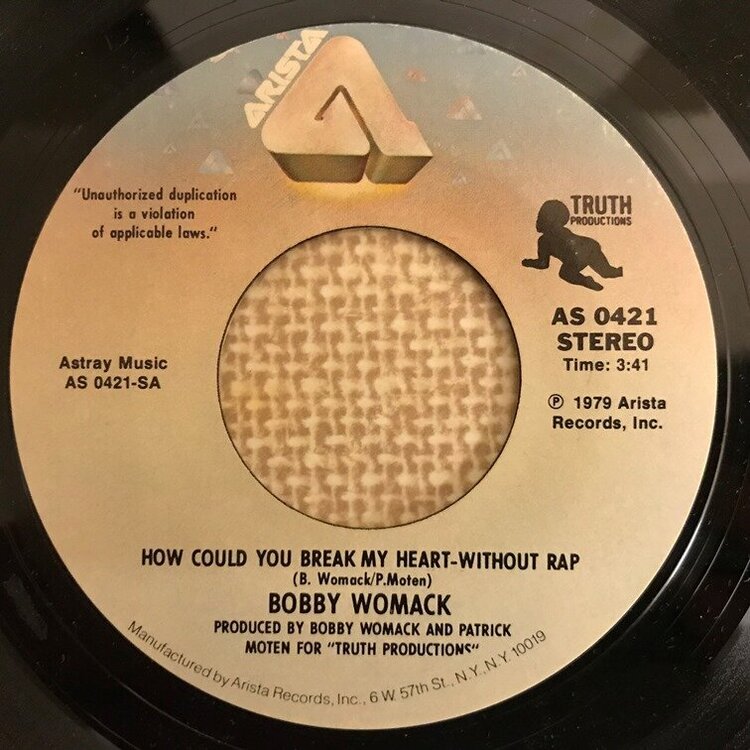 ARISTA
"Unauthorized duplication
is a violation
of applicable laws."
TRUTH
PRODUCTIONS
AS 0421
STEREO
Time: 3:41
℗ 1979 Arista
Records, Inc.
Astray Music
AS 0421-SA
HOW COULD YOU BREAK MY HEART-WITHOUT RAP
(B. Womack/P.Moten)
BOBBY WOMACK
PRODUCED BY BOBBY WOMACK AND PATRICK
MOTEN FOR "TRUTH PRODUCTIONS"
Manufactured by Arista Records, Inc., 6 W. 57th St., N.Y., N.Y. 10019